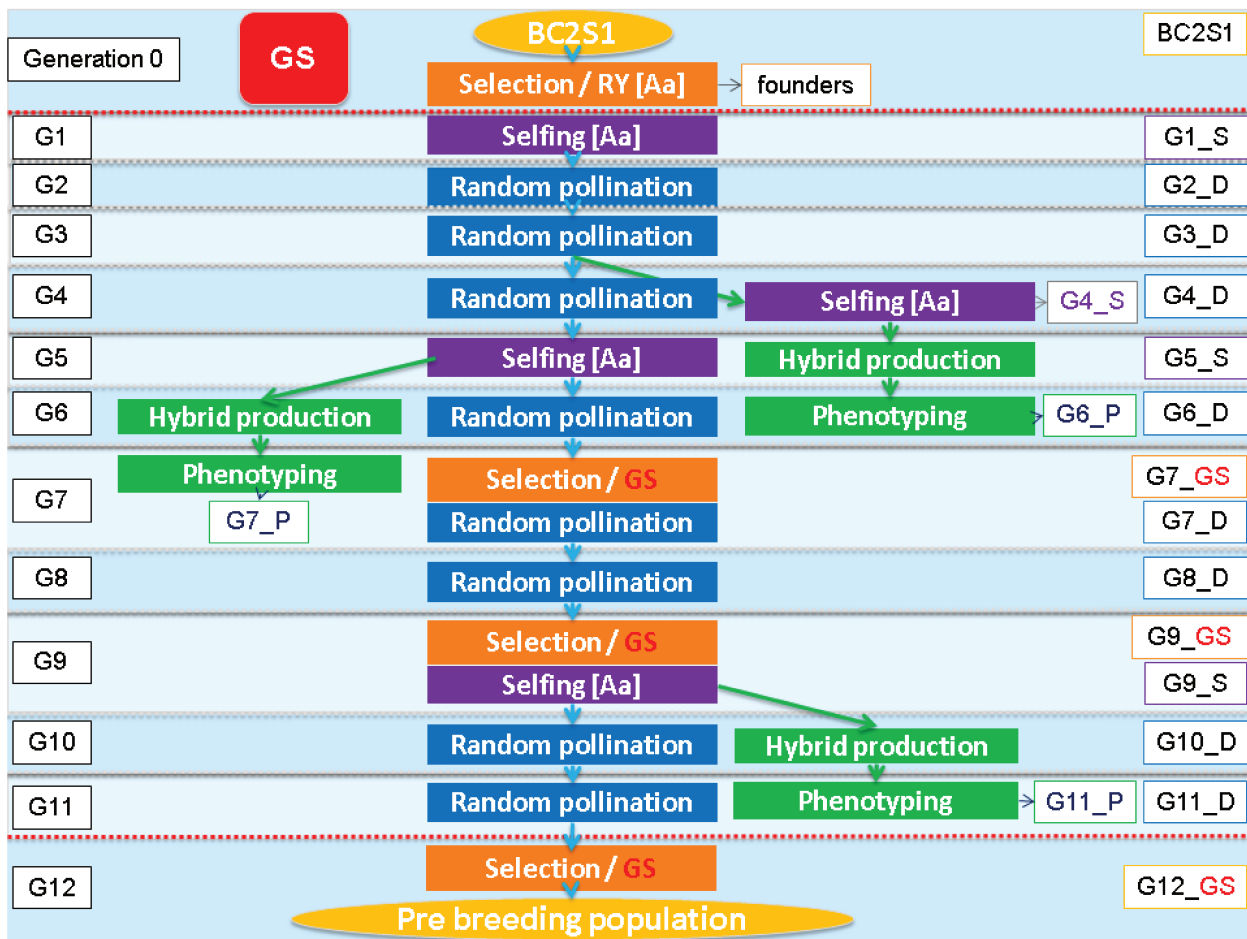 BC2S1
BC2S1
Generation 0
GS
Selection / RY [Aa]
founders
G1
Selfing [Aa]
G1_S
G2
Random pollination
G2_D
G3
Random pollination
G3_D
G4
Random pollination
Selfing [Aa]
G4_S
G4_D
G5
Selfing [Aa]
Hybrid production
G5_S
G6
Hybrid production
Random pollination
Phenotyping
G6_P
G6_D
Phenotyping
Selection / GS
G7_GS
G7
G7_P
Random pollination
G7_D
G8
Random pollination
G8_D
G9
Selection / GS
G9_GS
Selfing [Aa]
G9_S
G10
Random pollination
Hybrid production
G10_D
G11
Random pollination
Phenotyping
G11_P
G11_D
G12
Selection / GS
G12_GS
Pre breeding population